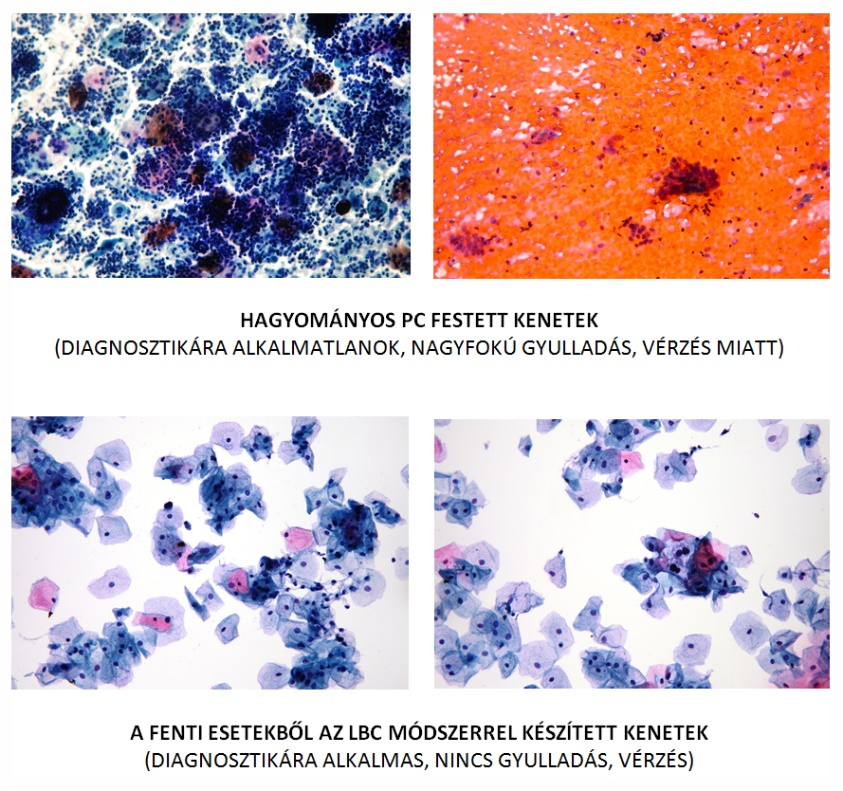 HAGYOMÁNYOS PC FESTETT KENETEK
(DIAGNOSZTIKÁRA ALKALMATLANOK, NAGYFOKÚ GYULLADÁS, VÉRZÉS MIATT)
A FENTI ESETEKBŐL AZ LBC MÓDSZERREL KÉSZÍTETT KENETEK
(DIAGNOSZTIKÁRA ALKALMAS, NINCS GYULLADÁS, VÉRZÉS)